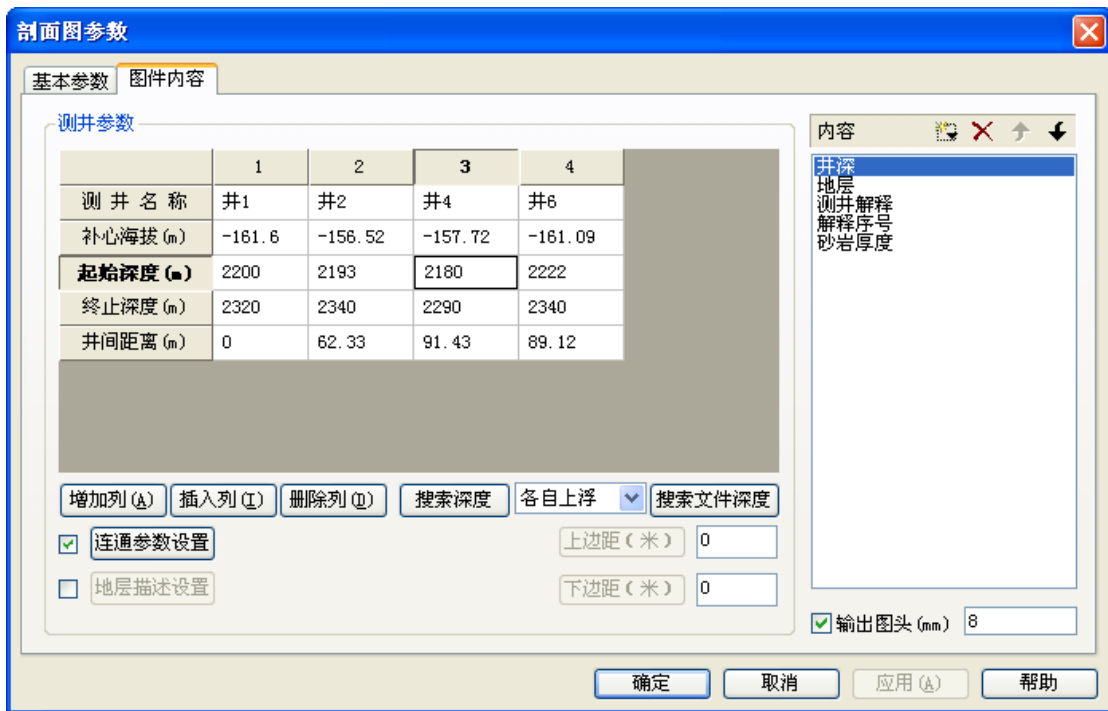 剖面图参数
基本参数 图件内容
测井参数
1 2 3 4
测井名称 井1 井2 井4 井6
补心海拔(m) -161.6 -156.52 -157.72 -161.09
起始深度(m) 2200 2193 2180 2222
终止深度(m) 2320 2340 2290 2340
井间距离(m) 0 62.33 91.43 89.12
增加列(A) 插入列(I) 删除列(D) 搜索深度 各自上浮 搜索文件深度
连通参数设置 上边距(米) 0
地层描述设置 下边距(米) 0
内容
井深
地层
测井解释
解释序号
砂岩厚度
输出图头(mm) 8
确定 取消 应用(A) 帮助